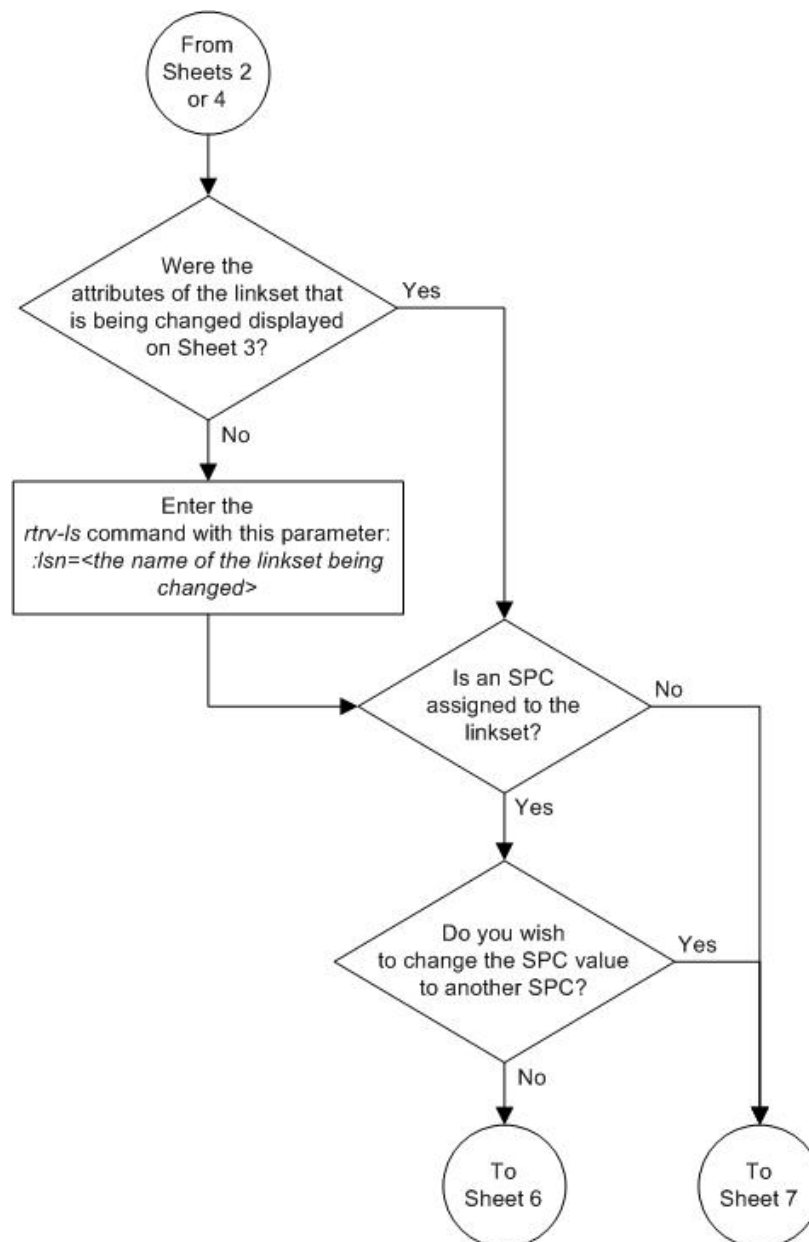 From
Sheets 2
or 4
Were the
attributes of the linkset that
is being changed displayed
on Sheet 3?
Yes
No
Enter the
rtrv-ls command with this parameter:
:lsn=<the name of the linkset being
changed>
Is an SPC
assigned to the
linkset?
No
Yes
Do you wish
to change the SPC value
to another SPC?
Yes
No
To
Sheet 6
To
Sheet 7